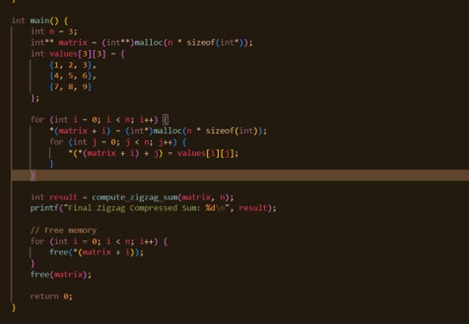 }
int main() {
    int n = 3;
    int** matrix = (int**)malloc(n * sizeof(int*));
    int values[3][3] = {
        {1, 2, 3},
        {4, 5, 6},
        {7, 8, 9}
    };
    for (int i = 0; i < n; i++) {
        *(matrix + i) = (int*)malloc(n * sizeof(int));
        for (int j = 0; j < n; j++) {
            *(*(matrix + i) + j) = values[i][j];
        }
    }
    int result = compute_zigzag_sum(matrix, n);
    printf("Final Zigzag Compressed Sum: %d\n", result);
    // Free memory
    for (int i = 0; i < n; i++) {
        free(*(matrix + i));
    }
    free(matrix);
    return 0;
}